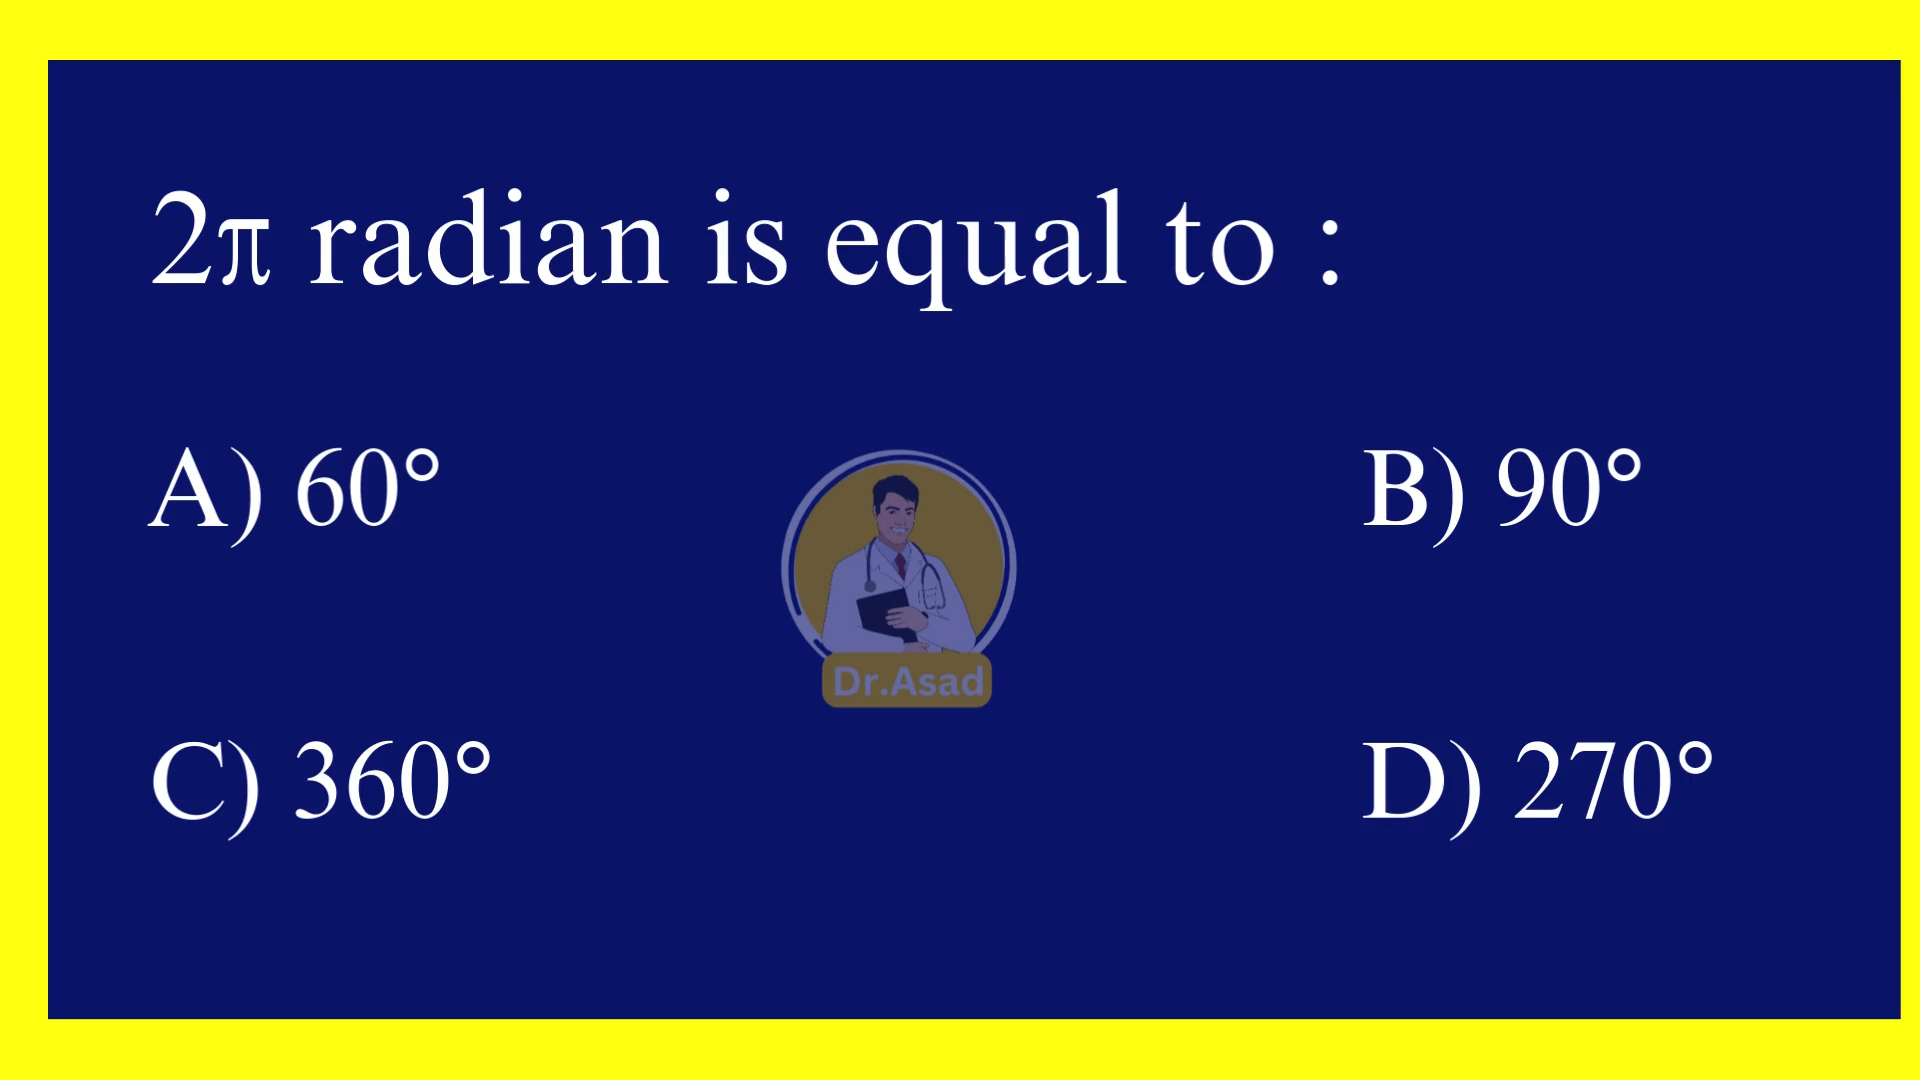 2π radian is equal to :
A) 60°
B) 90°
Dr.Asad
C) 360°
D) 270°